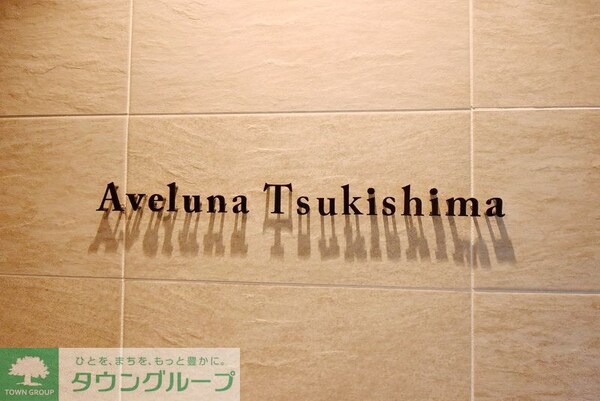 Aveluna Tsukishima
ひとを、まちを、もっと豊かに。
タウングループ
TOWN GROUP